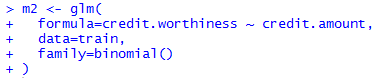 > m2 <- glm(
+   formula=credit.worthiness ~ credit.amount,
+   data=train,
+   family=binomial()
+ )